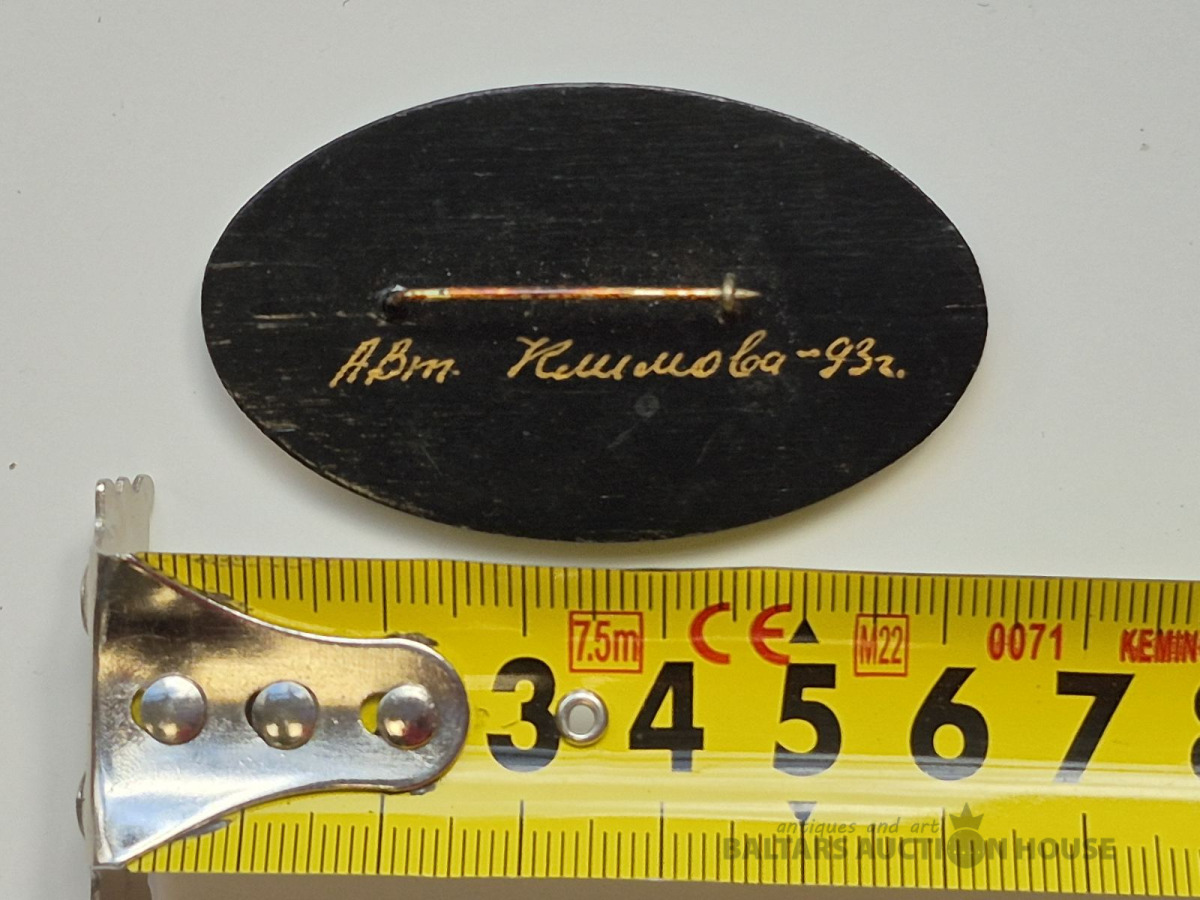 АВт. Климова-93г.
7.5m CE M22 0071 KEMIN
3 4 5 6 7
antiques and art
BALTARS AUCTION HOUSE